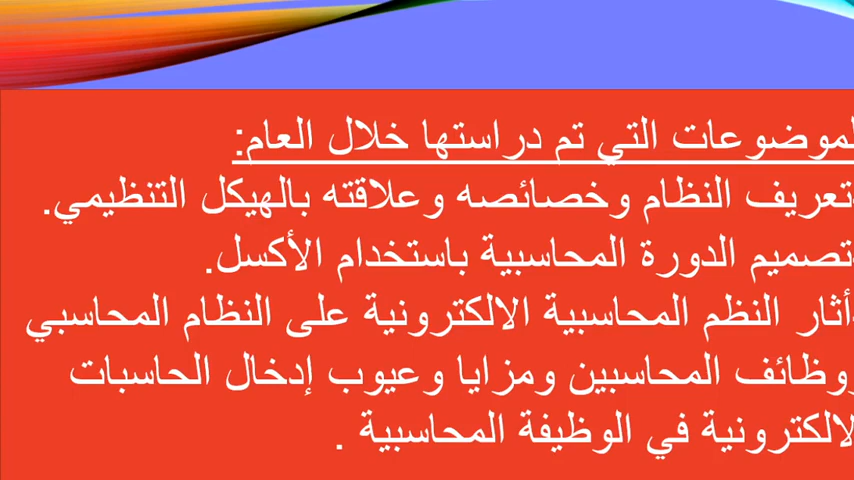 لموضوعات التي تم دراستها خلال العام:
تعريف النظام وخصائصه وعلاقته بالهيكل التنظيمي.
تصميم الدورة المحاسبية باستخدام الأكسل.
أثار النظم المحاسبية الالكترونية على النظام المحاسبي
وظائف المحاسبين ومزايا وعيوب إدخال الحاسبات
لالكترونية في الوظيفة المحاسبية .